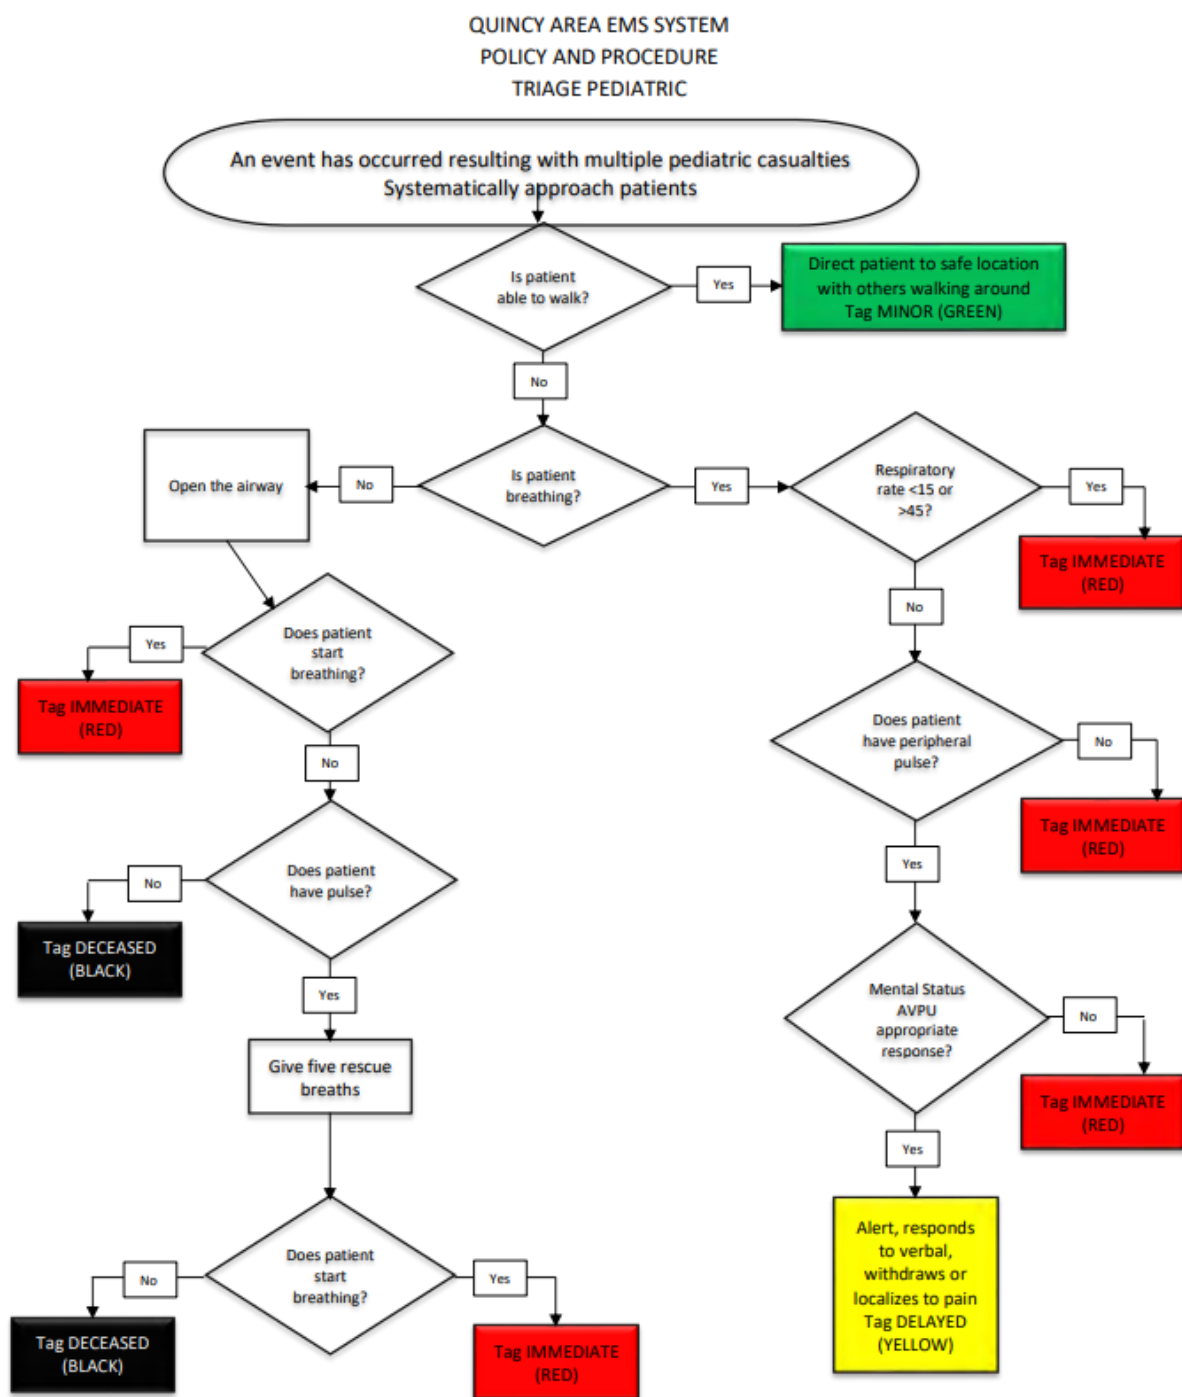 QUINCY AREA EMS SYSTEM
POLICY AND PROCEDURE
TRIAGE PEDIATRIC
An event has occurred resulting with multiple pediatric casualties
Systematically approach patients
Is patient
able to walk?
Yes
Direct patient to safe location
with others walking around
Tag MINOR (GREEN)
No
Is patient
breathing?
No
Open the airway
Yes
Respiratory
rate <15 or
>45?
Yes
Tag IMMEDIATE
(RED)
No
Does patient
start
breathing?
Yes
Tag IMMEDIATE
(RED)
No
Does patient
have peripheral
pulse?
No
Tag IMMEDIATE
(RED)
Yes
Does patient
have pulse?
No
Tag DECEASED
(BLACK)
Yes
Mental Status
AVPU
appropriate
response?
No
Tag IMMEDIATE
(RED)
Yes
Give five rescue
breaths
Does patient
start
breathing?
No
Tag DECEASED
(BLACK)
Yes
Tag IMMEDIATE
(RED)
Alert, responds
to verbal,
withdraws or
localizes to pain
Tag DELAYED
(YELLOW)